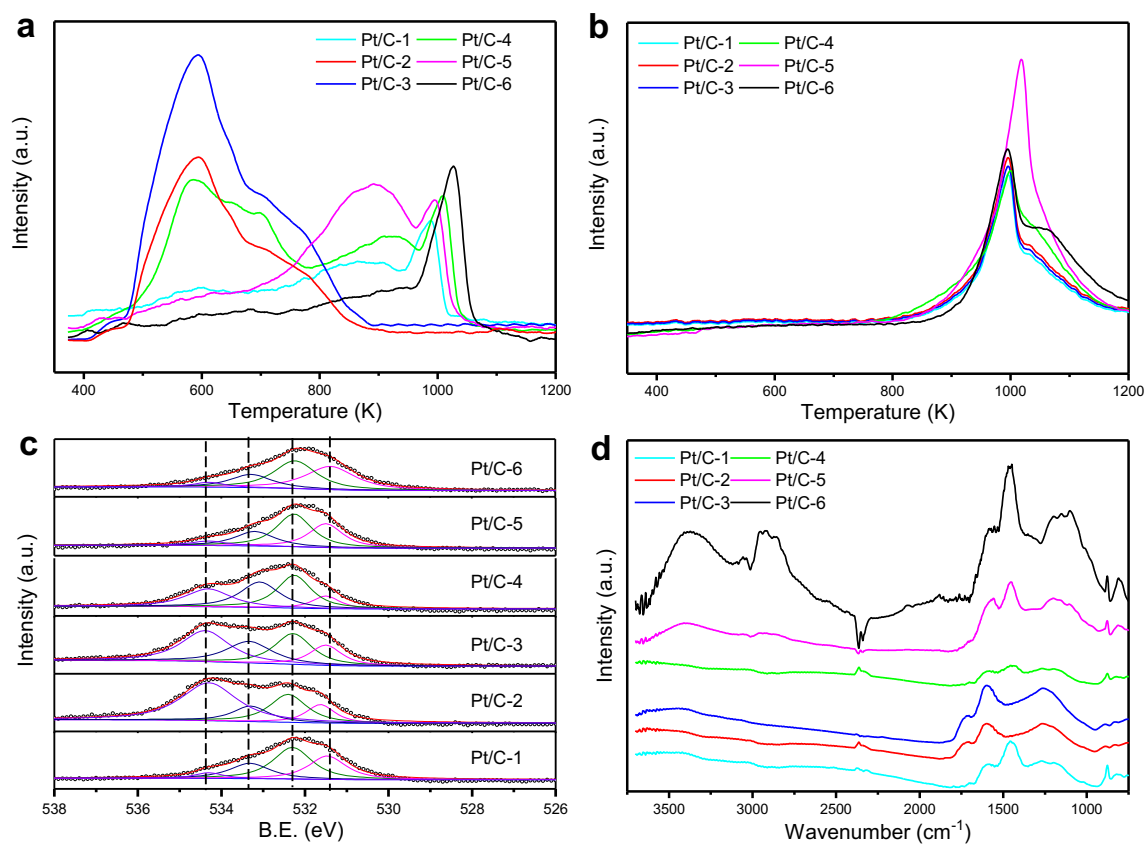 a
Pt/C-1 Pt/C-4
Pt/C-2 Pt/C-5
Pt/C-3 Pt/C-6
Intensity (a.u.)
400 600 800 1000 1200
Temperature (K)
b
Pt/C-1 Pt/C-4
Pt/C-2 Pt/C-5
Pt/C-3 Pt/C-6
Intensity (a.u.)
400 600 800 1000 1200
Temperature (K)
c
Pt/C-6
Pt/C-5
Pt/C-4
Pt/C-3
Pt/C-2
Pt/C-1
Intensity (a.u.)
538 536 534 532 530 528 526
B.E. (eV)
d
Pt/C-1 Pt/C-4
Pt/C-2 Pt/C-5
Pt/C-3 Pt/C-6
Intensity (a.u.)
3500 3000 2500 2000 1500 1000
Wavenumber (cm⁻¹)